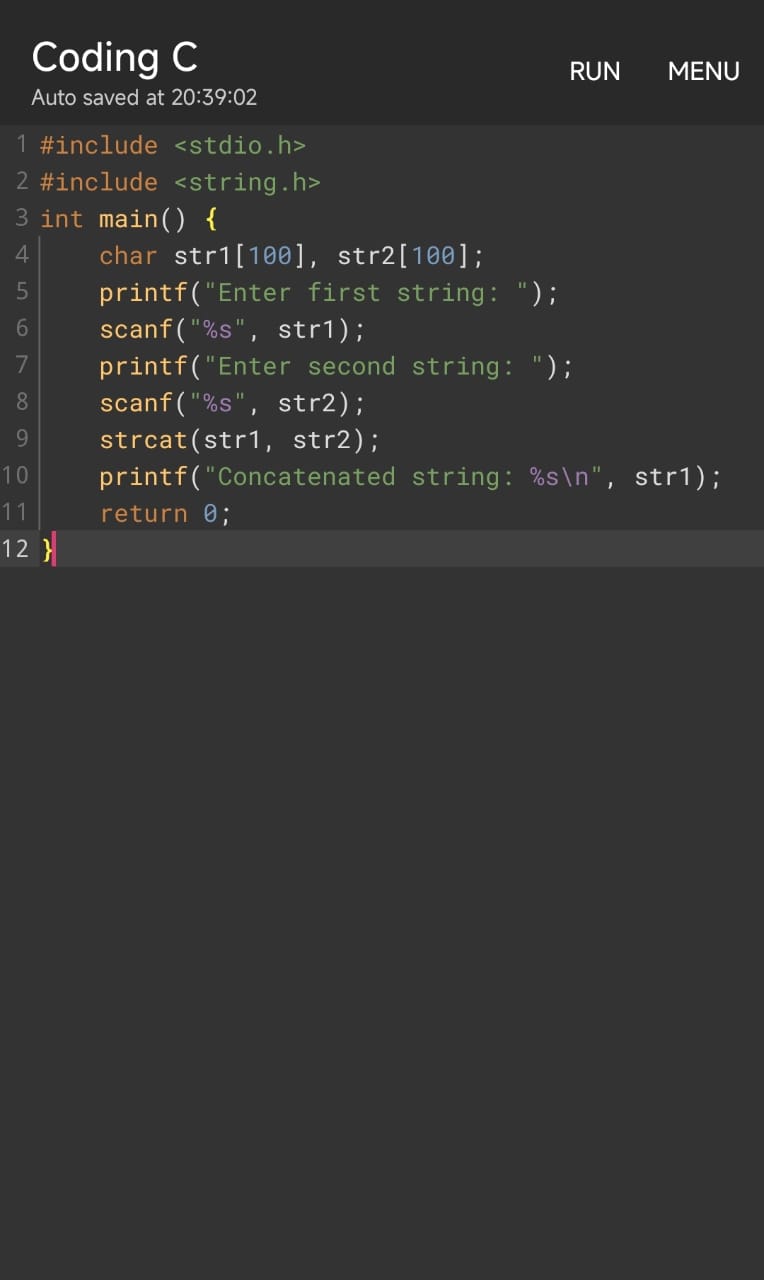 Coding C
RUN MENU
Auto saved at 20:39:02
1 #include <stdio.h>
2 #include <string.h>
3 int main() {
4     char str1[100], str2[100];
5     printf("Enter first string: ");
6     scanf("%s", str1);
7     printf("Enter second string: ");
8     scanf("%s", str2);
9     strcat(str1, str2);
10     printf("Concatenated string: %s\n", str1);
11     return 0;
12 }